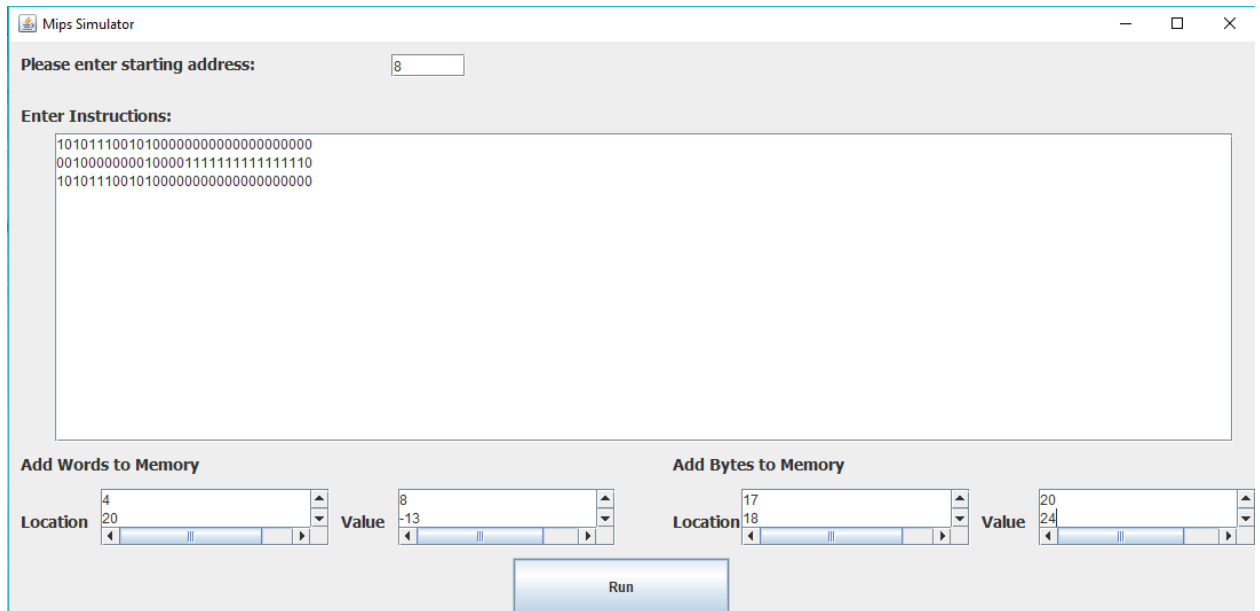 Mips Simulator
Please enter starting address: 8
Enter Instructions:
10101110010100000000000000000000
00100000000100001111111111111110
10101110010100000000000000000000
Add Words to Memory Add Bytes to Memory
4 8 17 20
Location 20 Value -13 Location 18 Value 24
Run